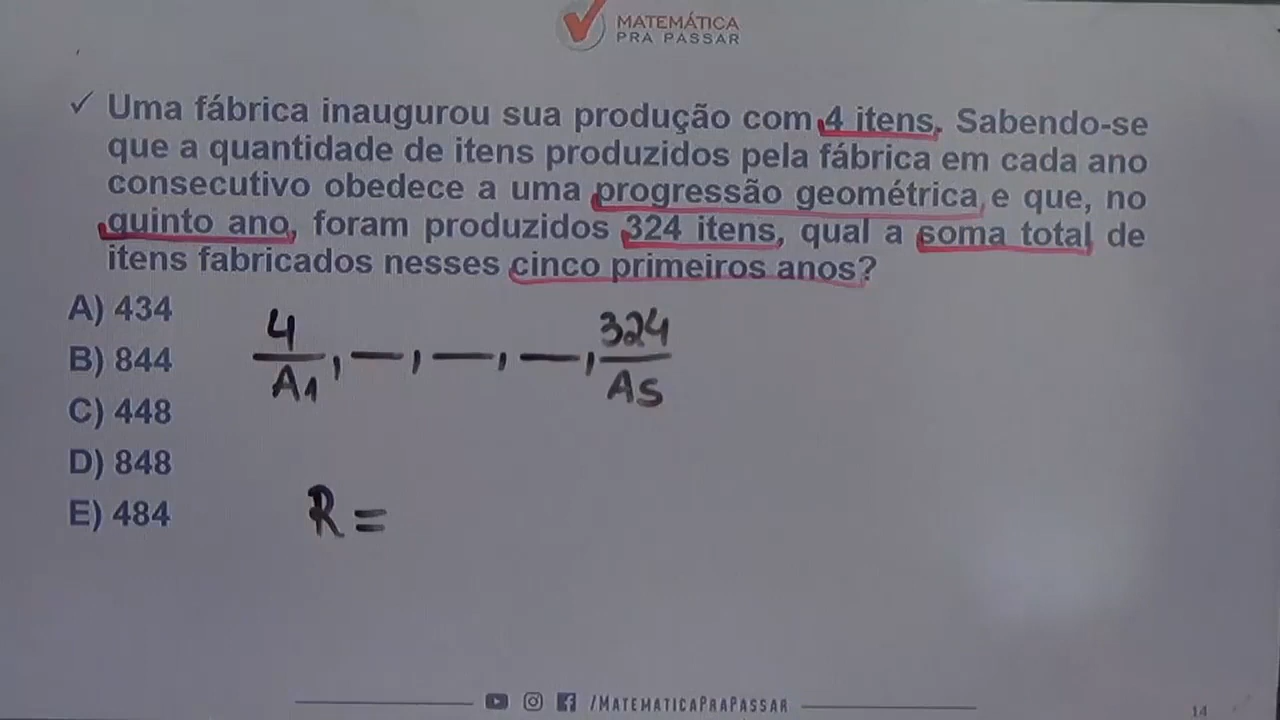 MATEMÁTICA
PRA PASSAR
✓ Uma fábrica inaugurou sua produção com 4 itens. Sabendo-se
que a quantidade de itens produzidos pela fábrica em cada ano
consecutivo obedece a uma progressão geométrica e que, no
quinto ano, foram produzidos 324 itens, qual a soma total de
itens fabricados nesses cinco primeiros anos?
A) 434
B) 844
C) 448
D) 848
E) 484
4 , — , — , — , 324
A1 A5
R =
/MATEMATICAPRAPASSAR
14